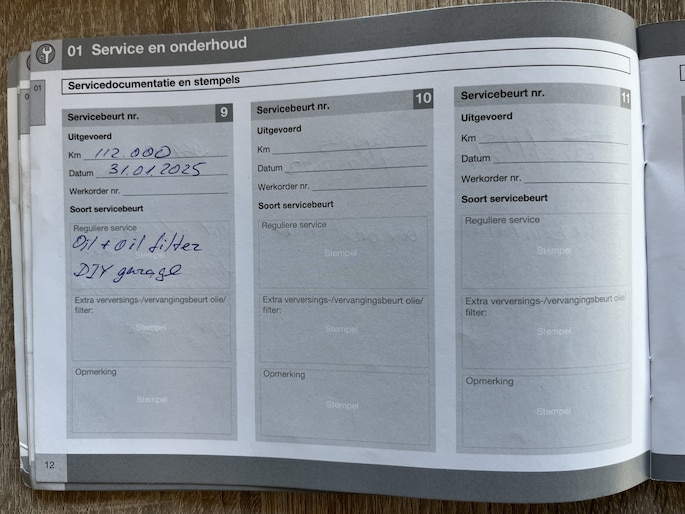 01 Service en onderhoud
Servicedocumentatie en stempels
01
0
Servicebeurt nr. 9
Uitgevoerd
Km 112.000
Datum 31.01.2025
Werkorder nr.
Soort servicebeurt
Reguliere service
Stempel
Oil + oil filter
DIY garage
Extra verversings-/vervangingsbeurt olie/
filter:
Stempel
Opmerking
Stempel
Servicebeurt nr. 10
Uitgevoerd
Km
Datum
Werkorder nr.
Soort servicebeurt
Reguliere service
Stempel
Extra verversings-/vervangingsbeurt olie/
filter:
Stempel
Opmerking
Stempel
Servicebeurt nr. 11
Uitgevoerd
Km
Datum
Werkorder nr.
Soort servicebeurt
Reguliere service
Stempel
Extra verversings-/vervangingsbeurt olie/
filter:
Stempel
Opmerking
Stempel
12